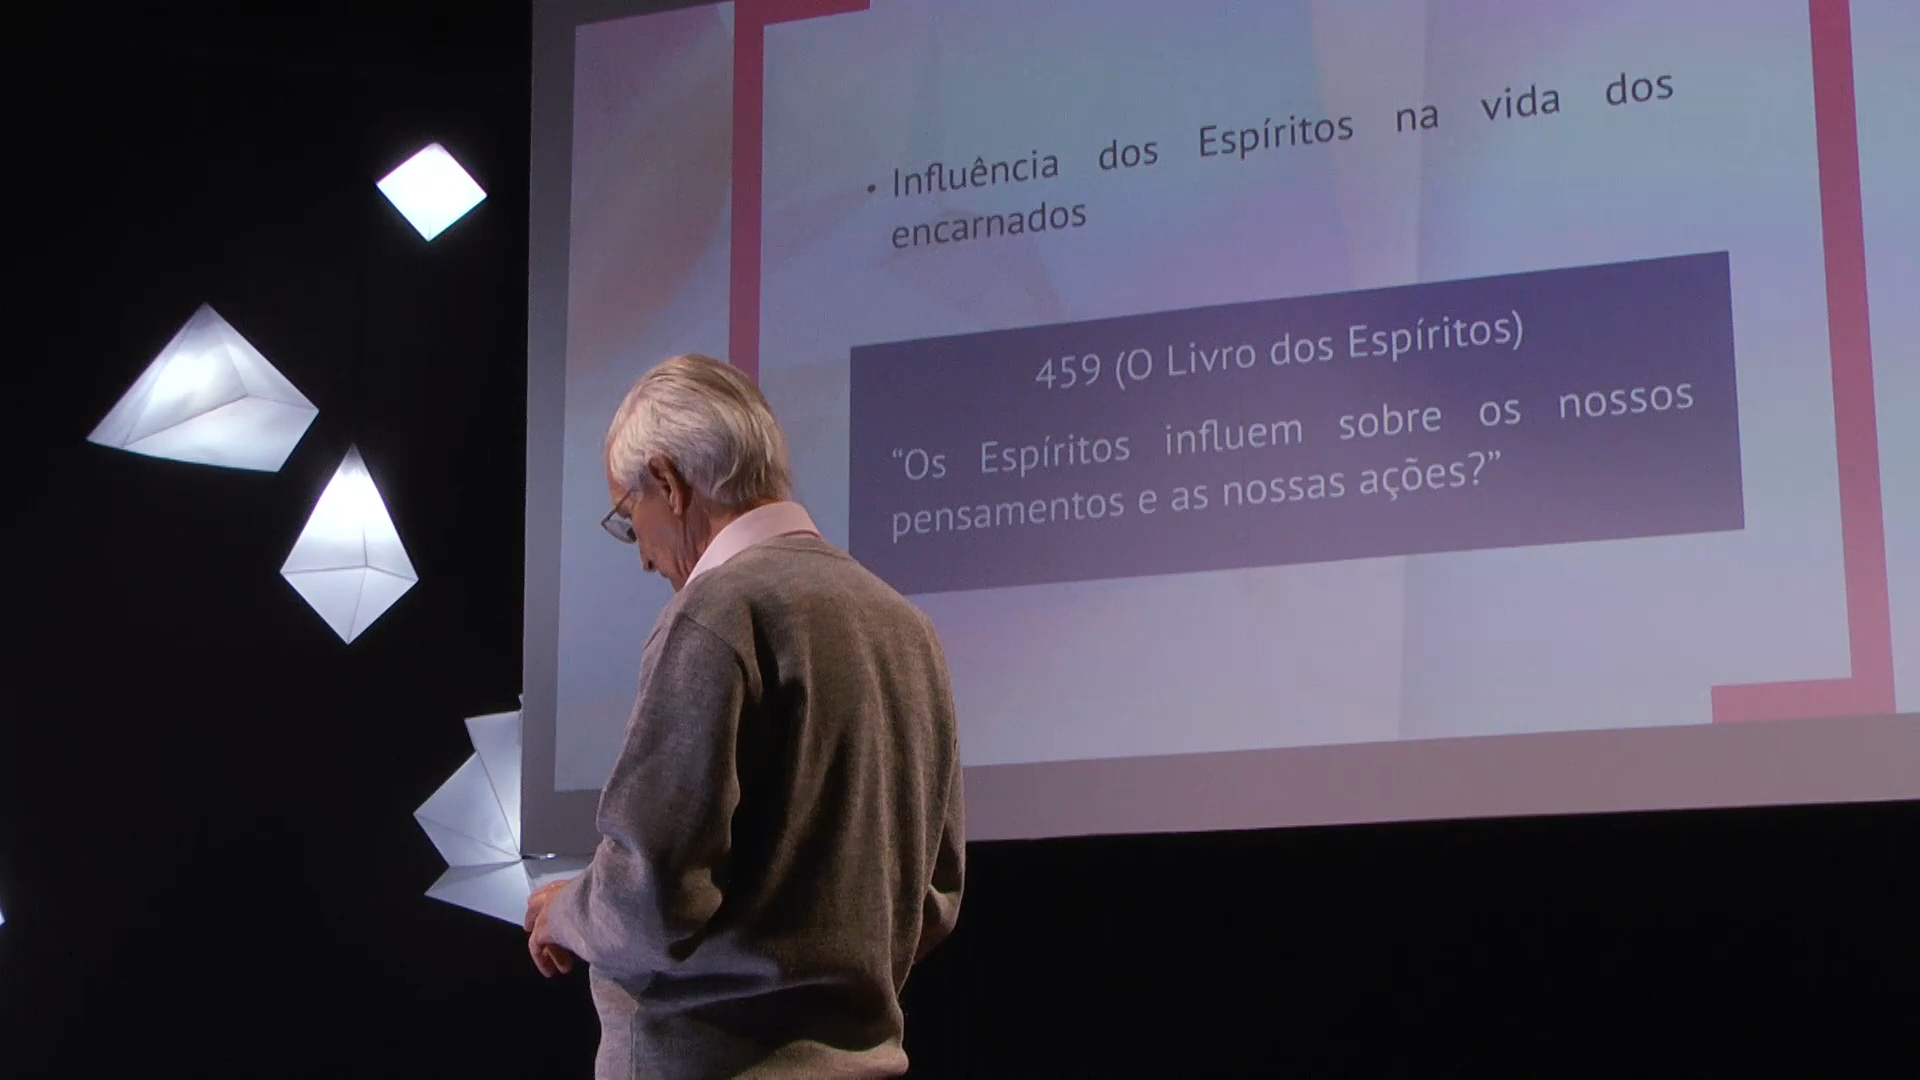 • Influência dos Espíritos na vida dos
encarnados
459 (O Livro dos Espíritos)
“Os Espíritos influem sobre os nossos
pensamentos e as nossas ações?”